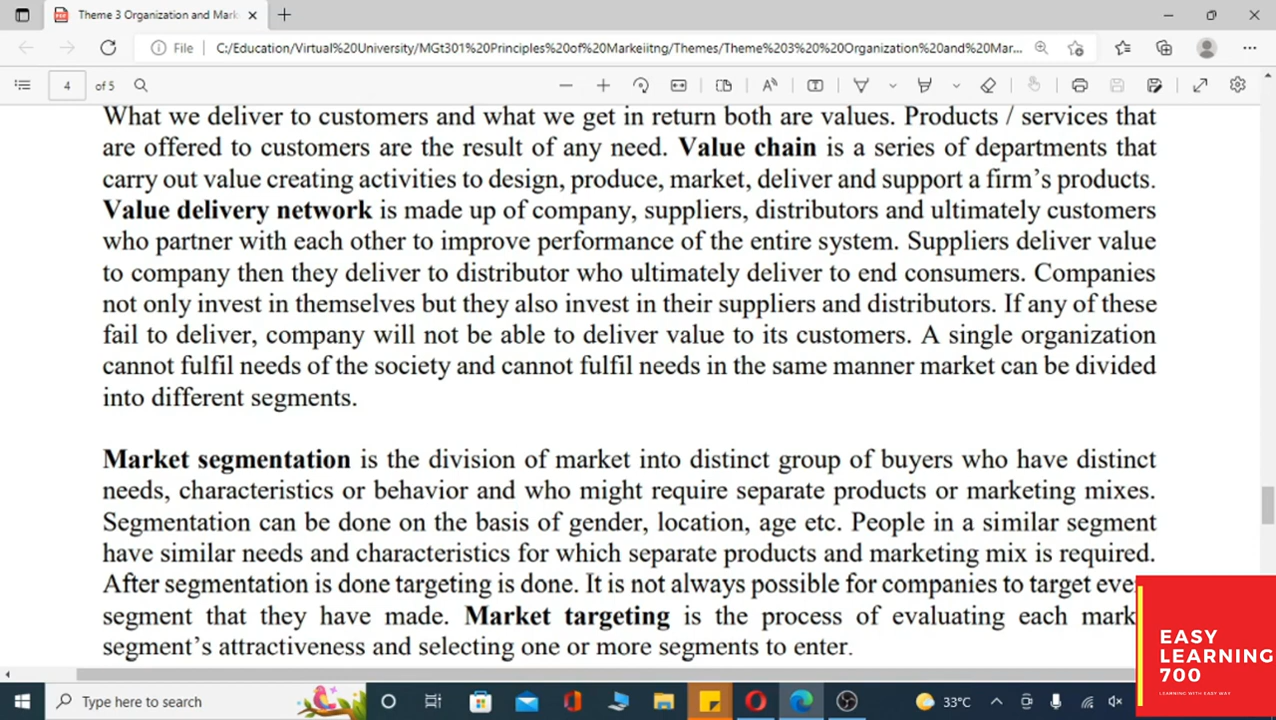 Theme 3 Organization and Mark
File C:/Education/Virtual%20University/MGt301%20Principles%20of%20Markeiitng/Themes/Theme%203%20%20Organization%20and%20Mar...
4 of 5
What we deliver to customers and what we get in return both are values. Products / services that
are offered to customers are the result of any need. Value chain is a series of departments that
carry out value creating activities to design, produce, market, deliver and support a firm’s products.
Value delivery network is made up of company, suppliers, distributors and ultimately customers
who partner with each other to improve performance of the entire system. Suppliers deliver value
to company then they deliver to distributor who ultimately deliver to end consumers. Companies
not only invest in themselves but they also invest in their suppliers and distributors. If any of these
fail to deliver, company will not be able to deliver value to its customers. A single organization
cannot fulfil needs of the society and cannot fulfil needs in the same manner market can be divided
into different segments.
Market segmentation is the division of market into distinct group of buyers who have distinct
needs, characteristics or behavior and who might require separate products or marketing mixes.
Segmentation can be done on the basis of gender, location, age etc. People in a similar segment
have similar needs and characteristics for which separate products and marketing mix is required.
After segmentation is done targeting is done. It is not always possible for companies to target eve
segment that they have made. Market targeting is the process of evaluating each mark
segment’s attractiveness and selecting one or more segments to enter.
EASY
LEARNING
700
LEARNING WITH EASY WAY
Type here to search
33°C